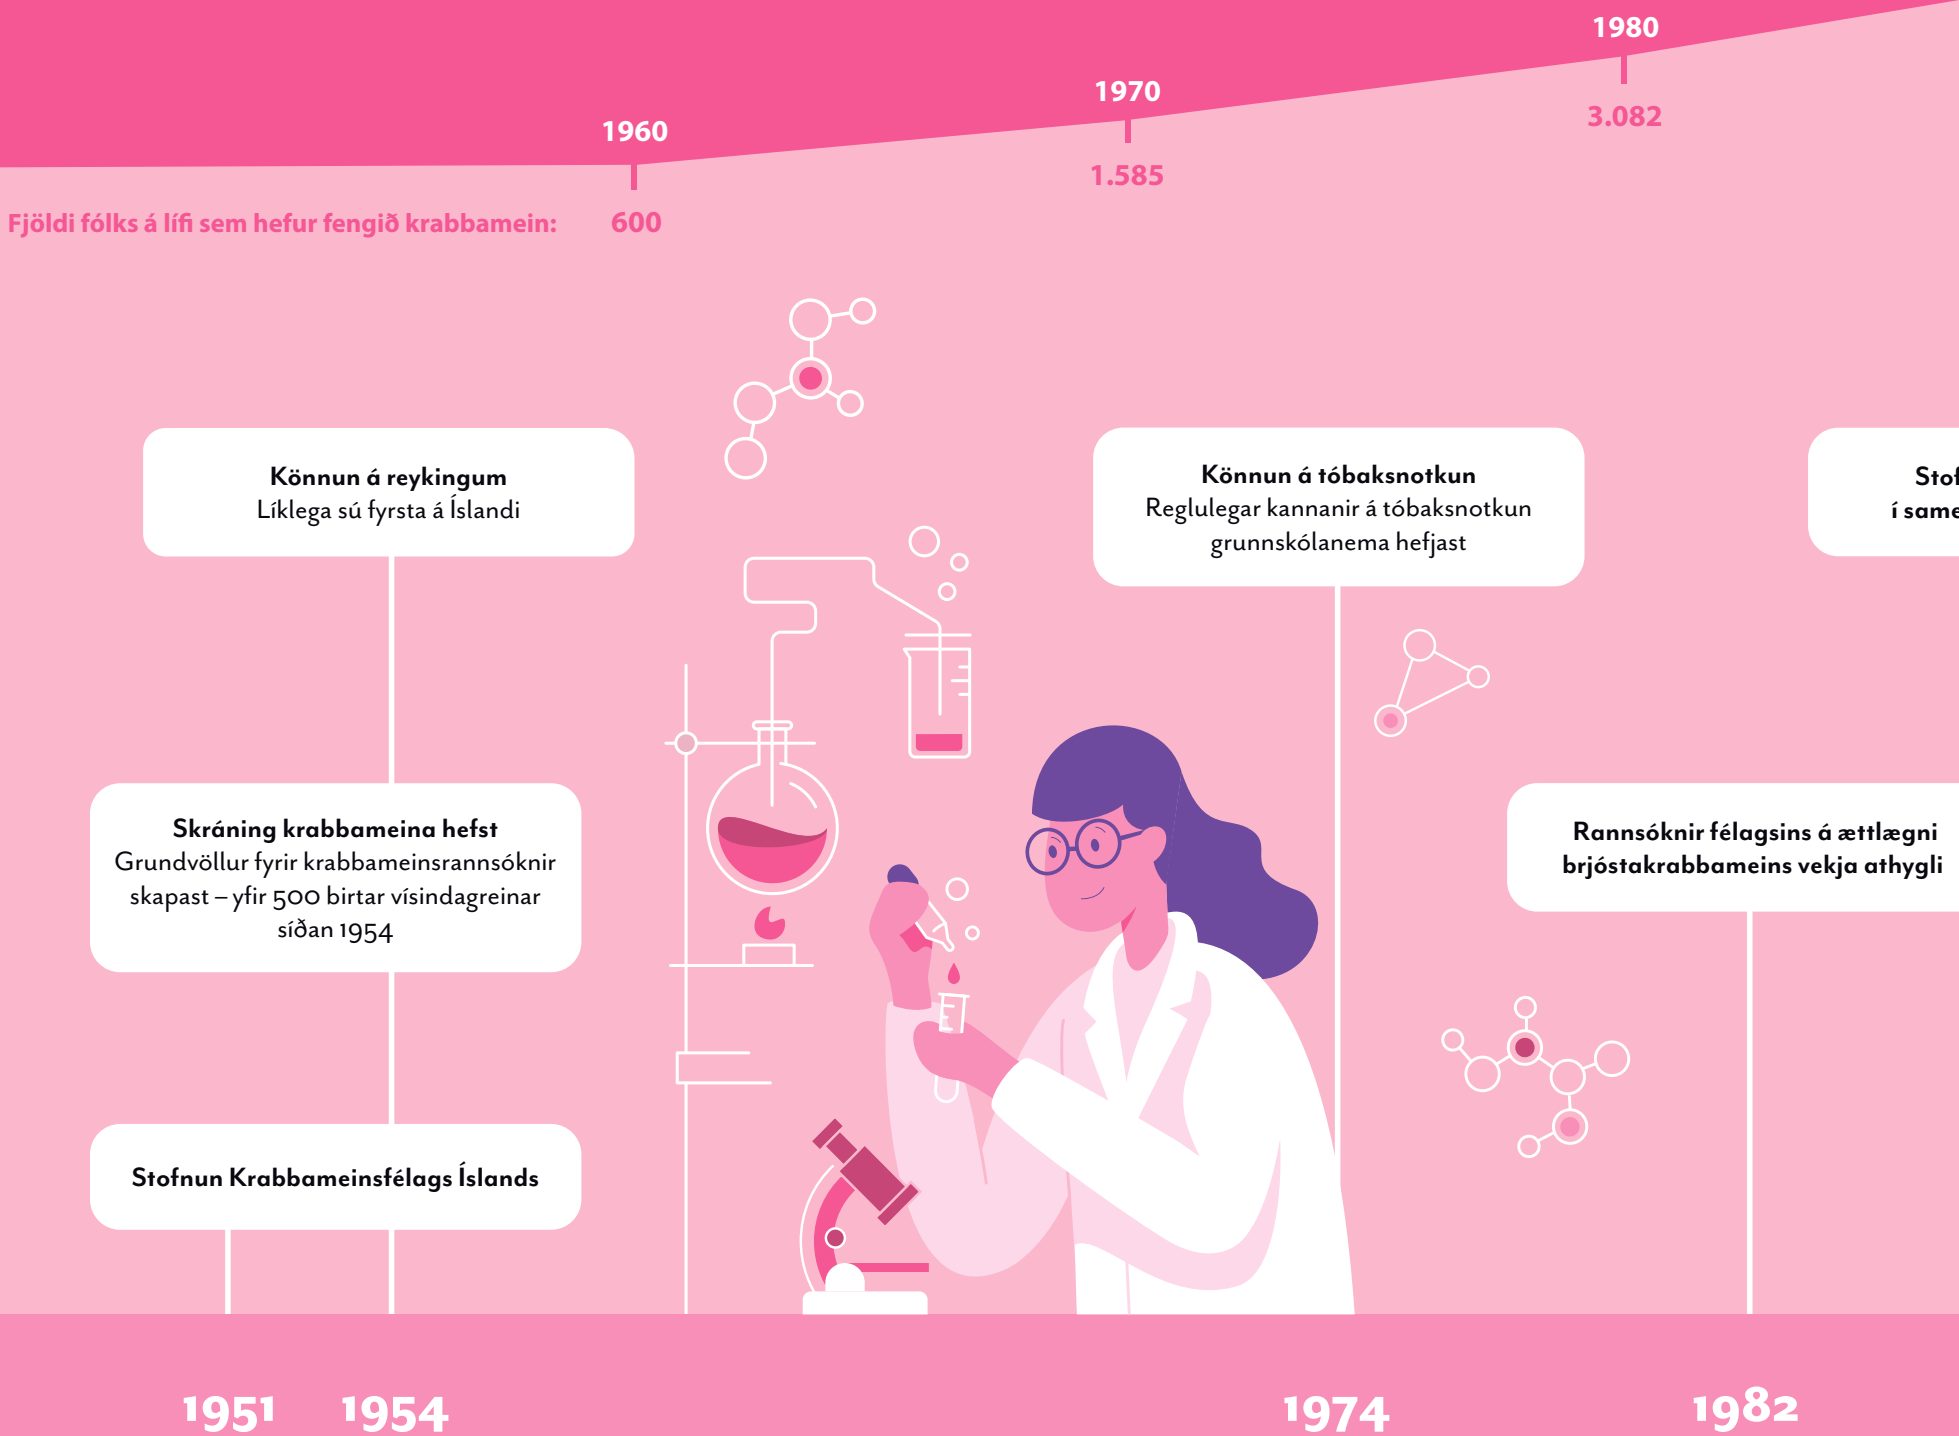 1980
1970
1960
3.082
1.585
Fjöldi fólks á lífi sem hefur fengið krabbamein:
600
Könnun á reykingum
Líklega sú fyrsta á Íslandi
Könnun á tóbaksnotkun
Reglulegar kannanir á tóbaksnotkun
grunnskólanema hefjast
í
Skráning krabbameina hefst
Grundvöllur fyrir krabbameinsrannsóknir
skapast – yfir 500 birtar vísindagreinar
síðan 1954
Rannsóknir félagsins á ættlægni
brjóstakrabbameins vekja athygli
Stofnun Krabbameinsfélags Íslands
1951
1954
1974
1982